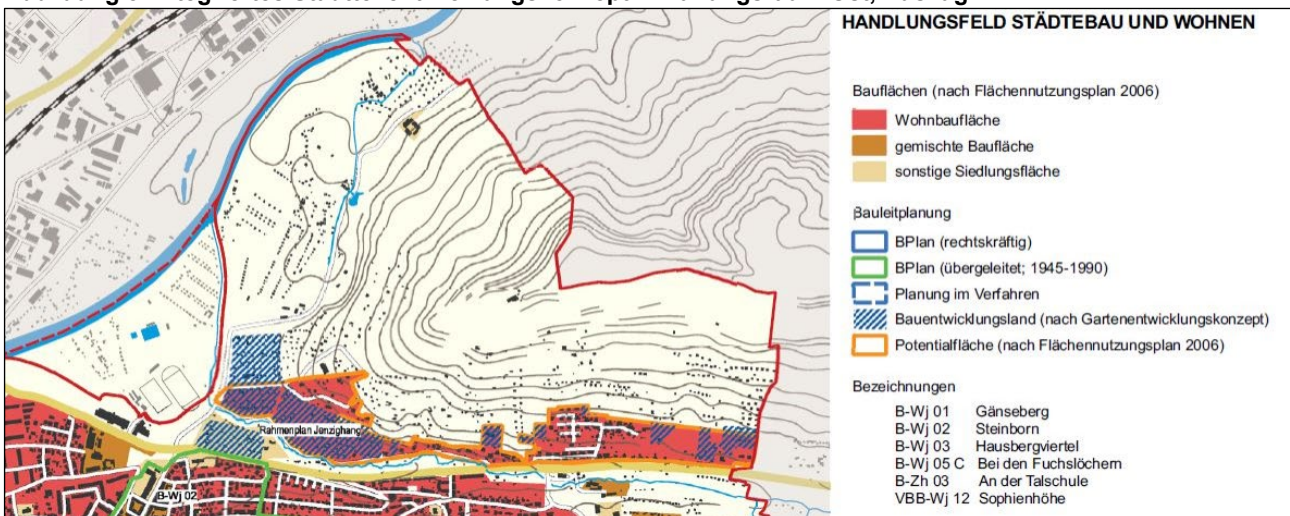 HANDLUNGSFELD STÄDTEBAU UND WOHNEN
Bauflächen (nach Flächennutzungsplan 2006)
Wohnbaufläche
gemischte Baufläche
sonstige Siedlungsfläche
Bauleitplanung
BPlan (rechtskräftig)
BPlan (übergeleitet; 1945-1990)
Planung im Verfahren
Bauentwicklungsland (nach Gartenentwicklungskonzept)
Potentialfläche (nach Flächennutzungsplan 2006)
Bezeichnungen
B-Wj 01 Gänseberg
B-Wj 02 Steinborn
B-Wj 03 Hausbergviertel
B-Wj 05 C Bei den Fuchslöchern
B-Zh 03 An der Talschule
VBB-Wj 12 Sophienhöhe
Rahmenplan Jenzighang
B-Wj 02